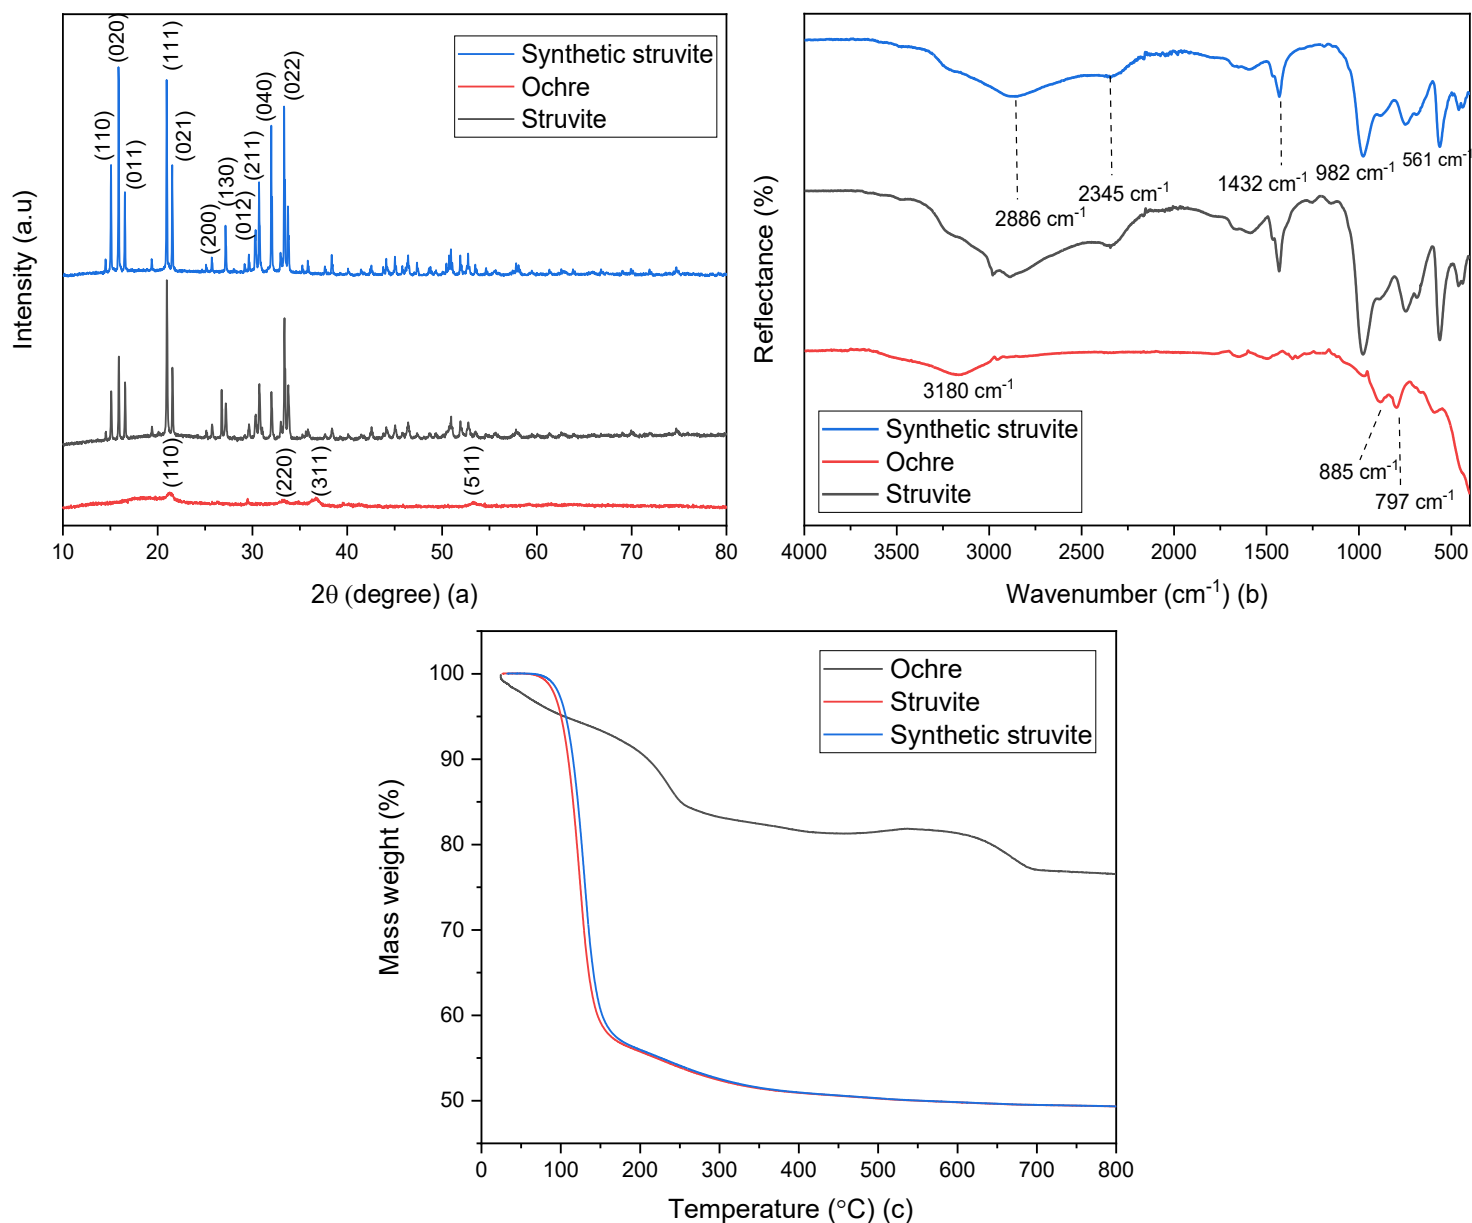 (020)
(111)
(022)
(040)
(110)
(021)
(211)
(011)
(130)
(012)
(200)
Synthetic struvite
Ochre
Struvite
Intensity (a.u)
(110)
(220)
(311)
(511)
10 20 30 40 50 60 70 80
2θ (degree) (a)
Synthetic struvite
Ochre
Struvite
Reflectance (%)
2886 cm⁻¹
2345 cm⁻¹
1432 cm⁻¹
982 cm⁻¹
561 cm⁻¹
3180 cm⁻¹
885 cm⁻¹
797 cm⁻¹
4000 3500 3000 2500 2000 1500 1000 500
Wavenumber (cm⁻¹) (b)
Ochre
Struvite
Synthetic struvite
Mass weight (%)
100
90
80
70
60
50
0 100 200 300 400 500 600 700 800
Temperature (°C) (c)